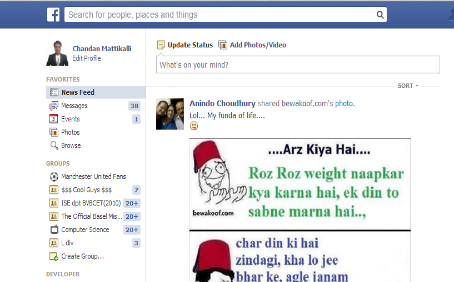 f
Search for people, places and things
Chandan Mattikalli
Edit Profile
FAVORITES
News Feed
Messages 38
Events 1
Photos
Browse
GROUPS
Manchester United Fans
$$$ Cool Guys $$$ 7
ISE dpt BVBCET(2010) 20+
The Official Basel Mis... 20+
Computer Science 20+
L div 3
Create Group...
DEVELOPER
Update Status
Add Photos/Video
What's on your mind?
SORT
Anindo Choudhury shared bewakoof.com's photo.
Lol... My funda of life....
....Arz Kiya Hai....
Roz Roz weight naapkar
kya karna hai, ek din to
sabne marna hai..,
bewakoof.com
char din ki hai
zindagi, kha lo jee
bhar ke, agle janam